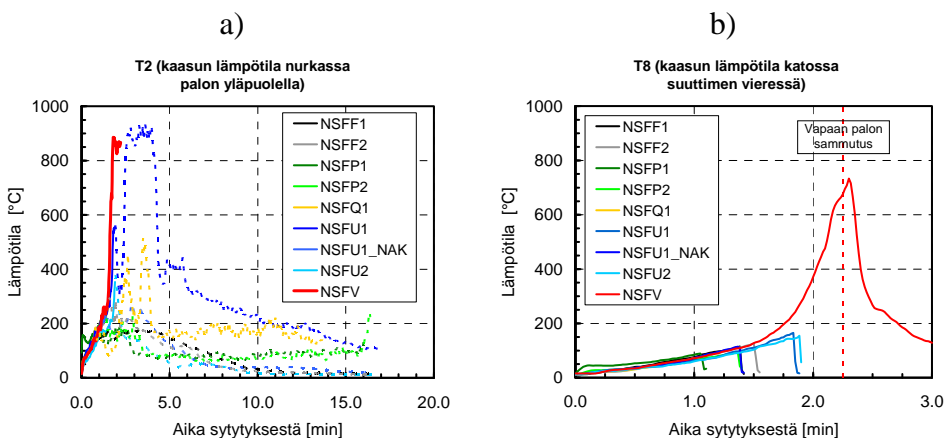 a)
b)
T2 (kaasun lämpötila nurkassa
palon yläpuolella)
1000
800
600
400
200
0
Lämpötila [°C]
0.0 5.0 10.0 15.0 20.0
Aika sytytyksestä [min]
NSFF1
NSFF2
NSFP1
NSFP2
NSFQ1
NSFU1
NSFU1_NAK
NSFU2
NSFV
T8 (kaasun lämpötila katossa
suuttimen vieressä)
1000
800
600
400
200
0
Lämpötila [°C]
0.0 1.0 2.0 3.0
Aika sytytyksestä [min]
NSFF1
NSFF2
NSFP1
NSFP2
NSFQ1
NSFU1
NSFU1_NAK
NSFU2
NSFV
Vapaan palon
sammutus